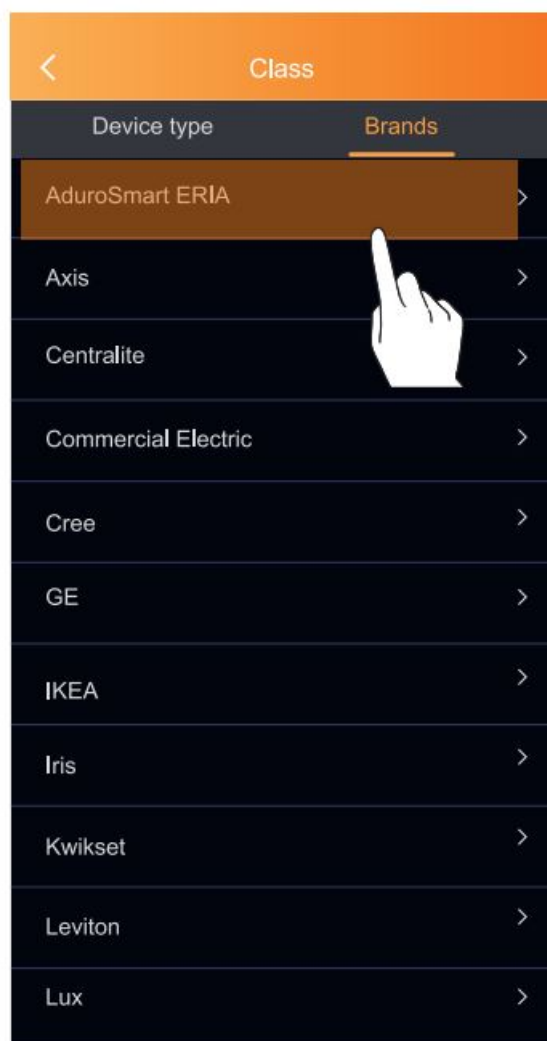 Class
Device type
Brands
AduroSmart ERIA
Axis
Centralite
Commercial Electric
Cree
GE
IKEA
Iris
Kwikset
Leviton
Lux